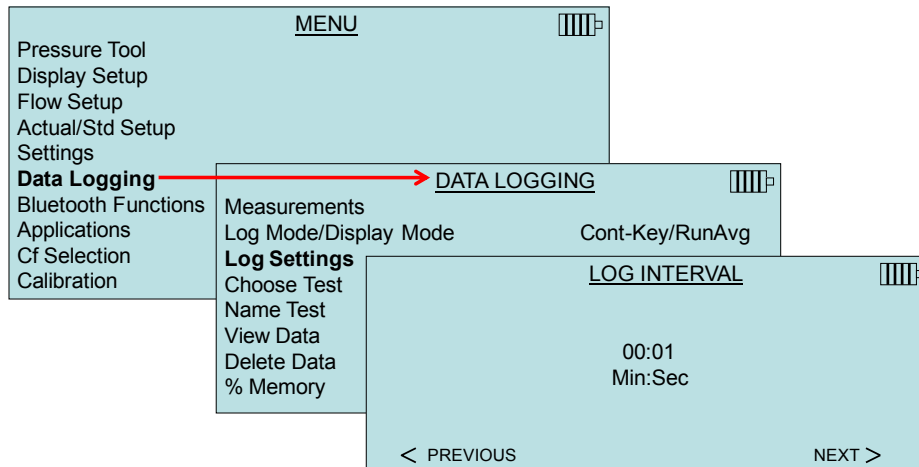 MENU
Pressure Tool
Display Setup
Flow Setup
Actual/Std Setup
Settings
Data Logging
Bluetooth Functions
Applications
Cf Selection
Calibration
DATA LOGGING
Measurements
Log Mode/Display Mode Cont-Key/RunAvg
Log Settings
Choose Test
Name Test
View Data
Delete Data
% Memory
LOG INTERVAL
00:01
Min:Sec
< PREVIOUS NEXT >